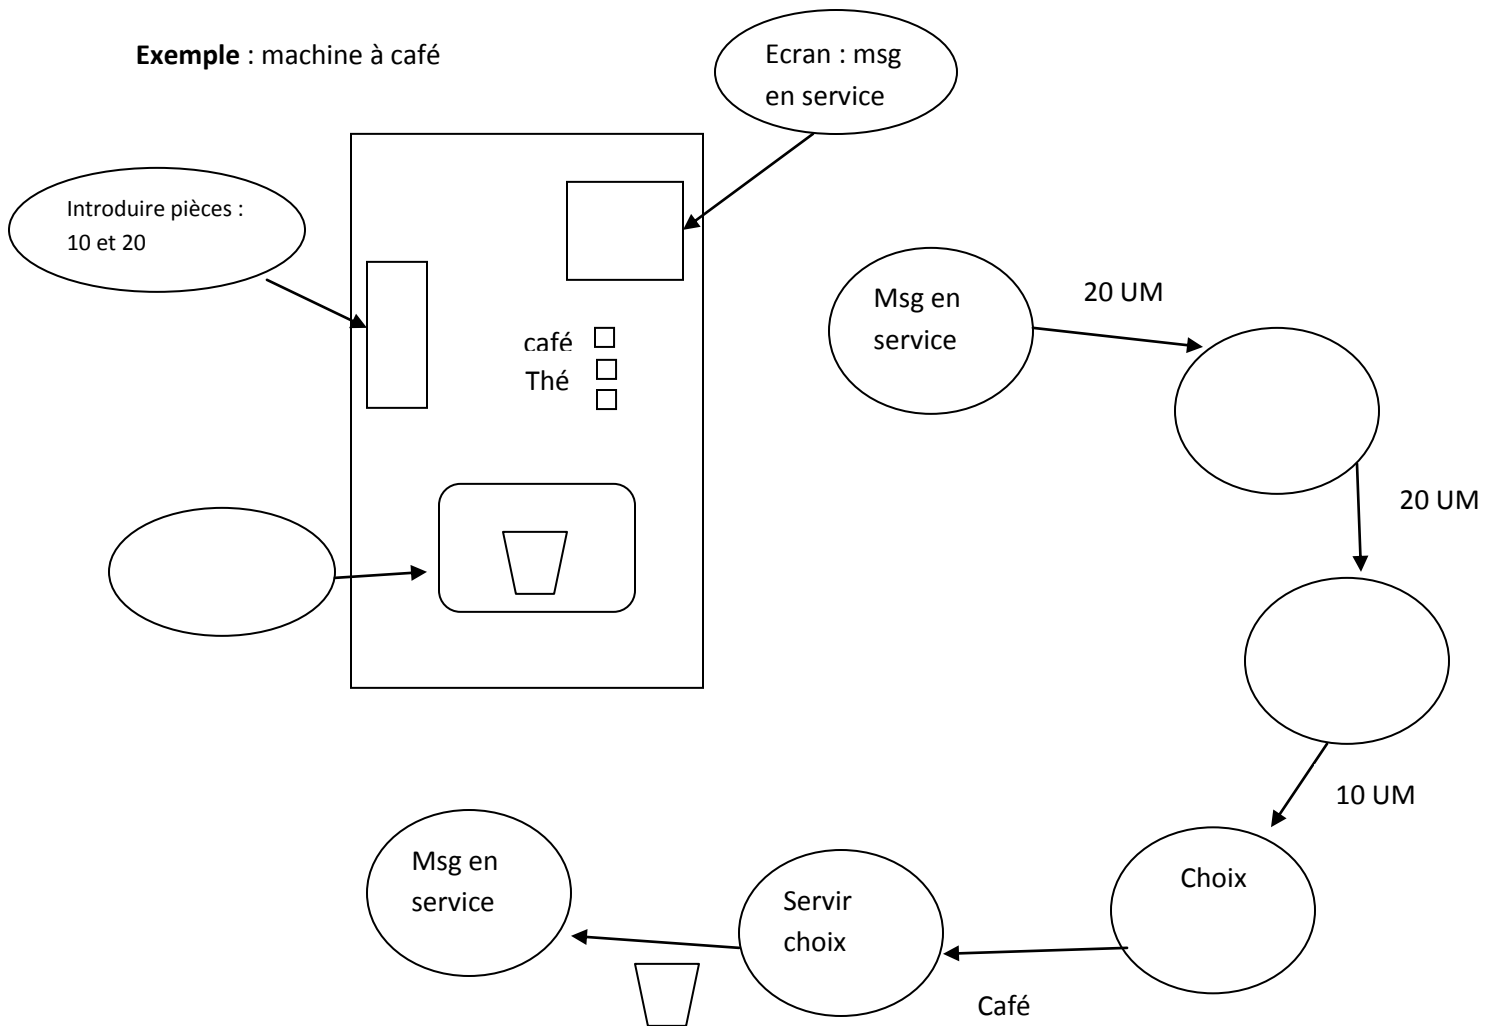 Exemple : machine à café
Ecran : msg
en service
Introduire pièces :
10 et 20
café
Thé
Msg en
service
20 UM
20 UM
10 UM
Choix
Café
Servir
choix
Msg en
service